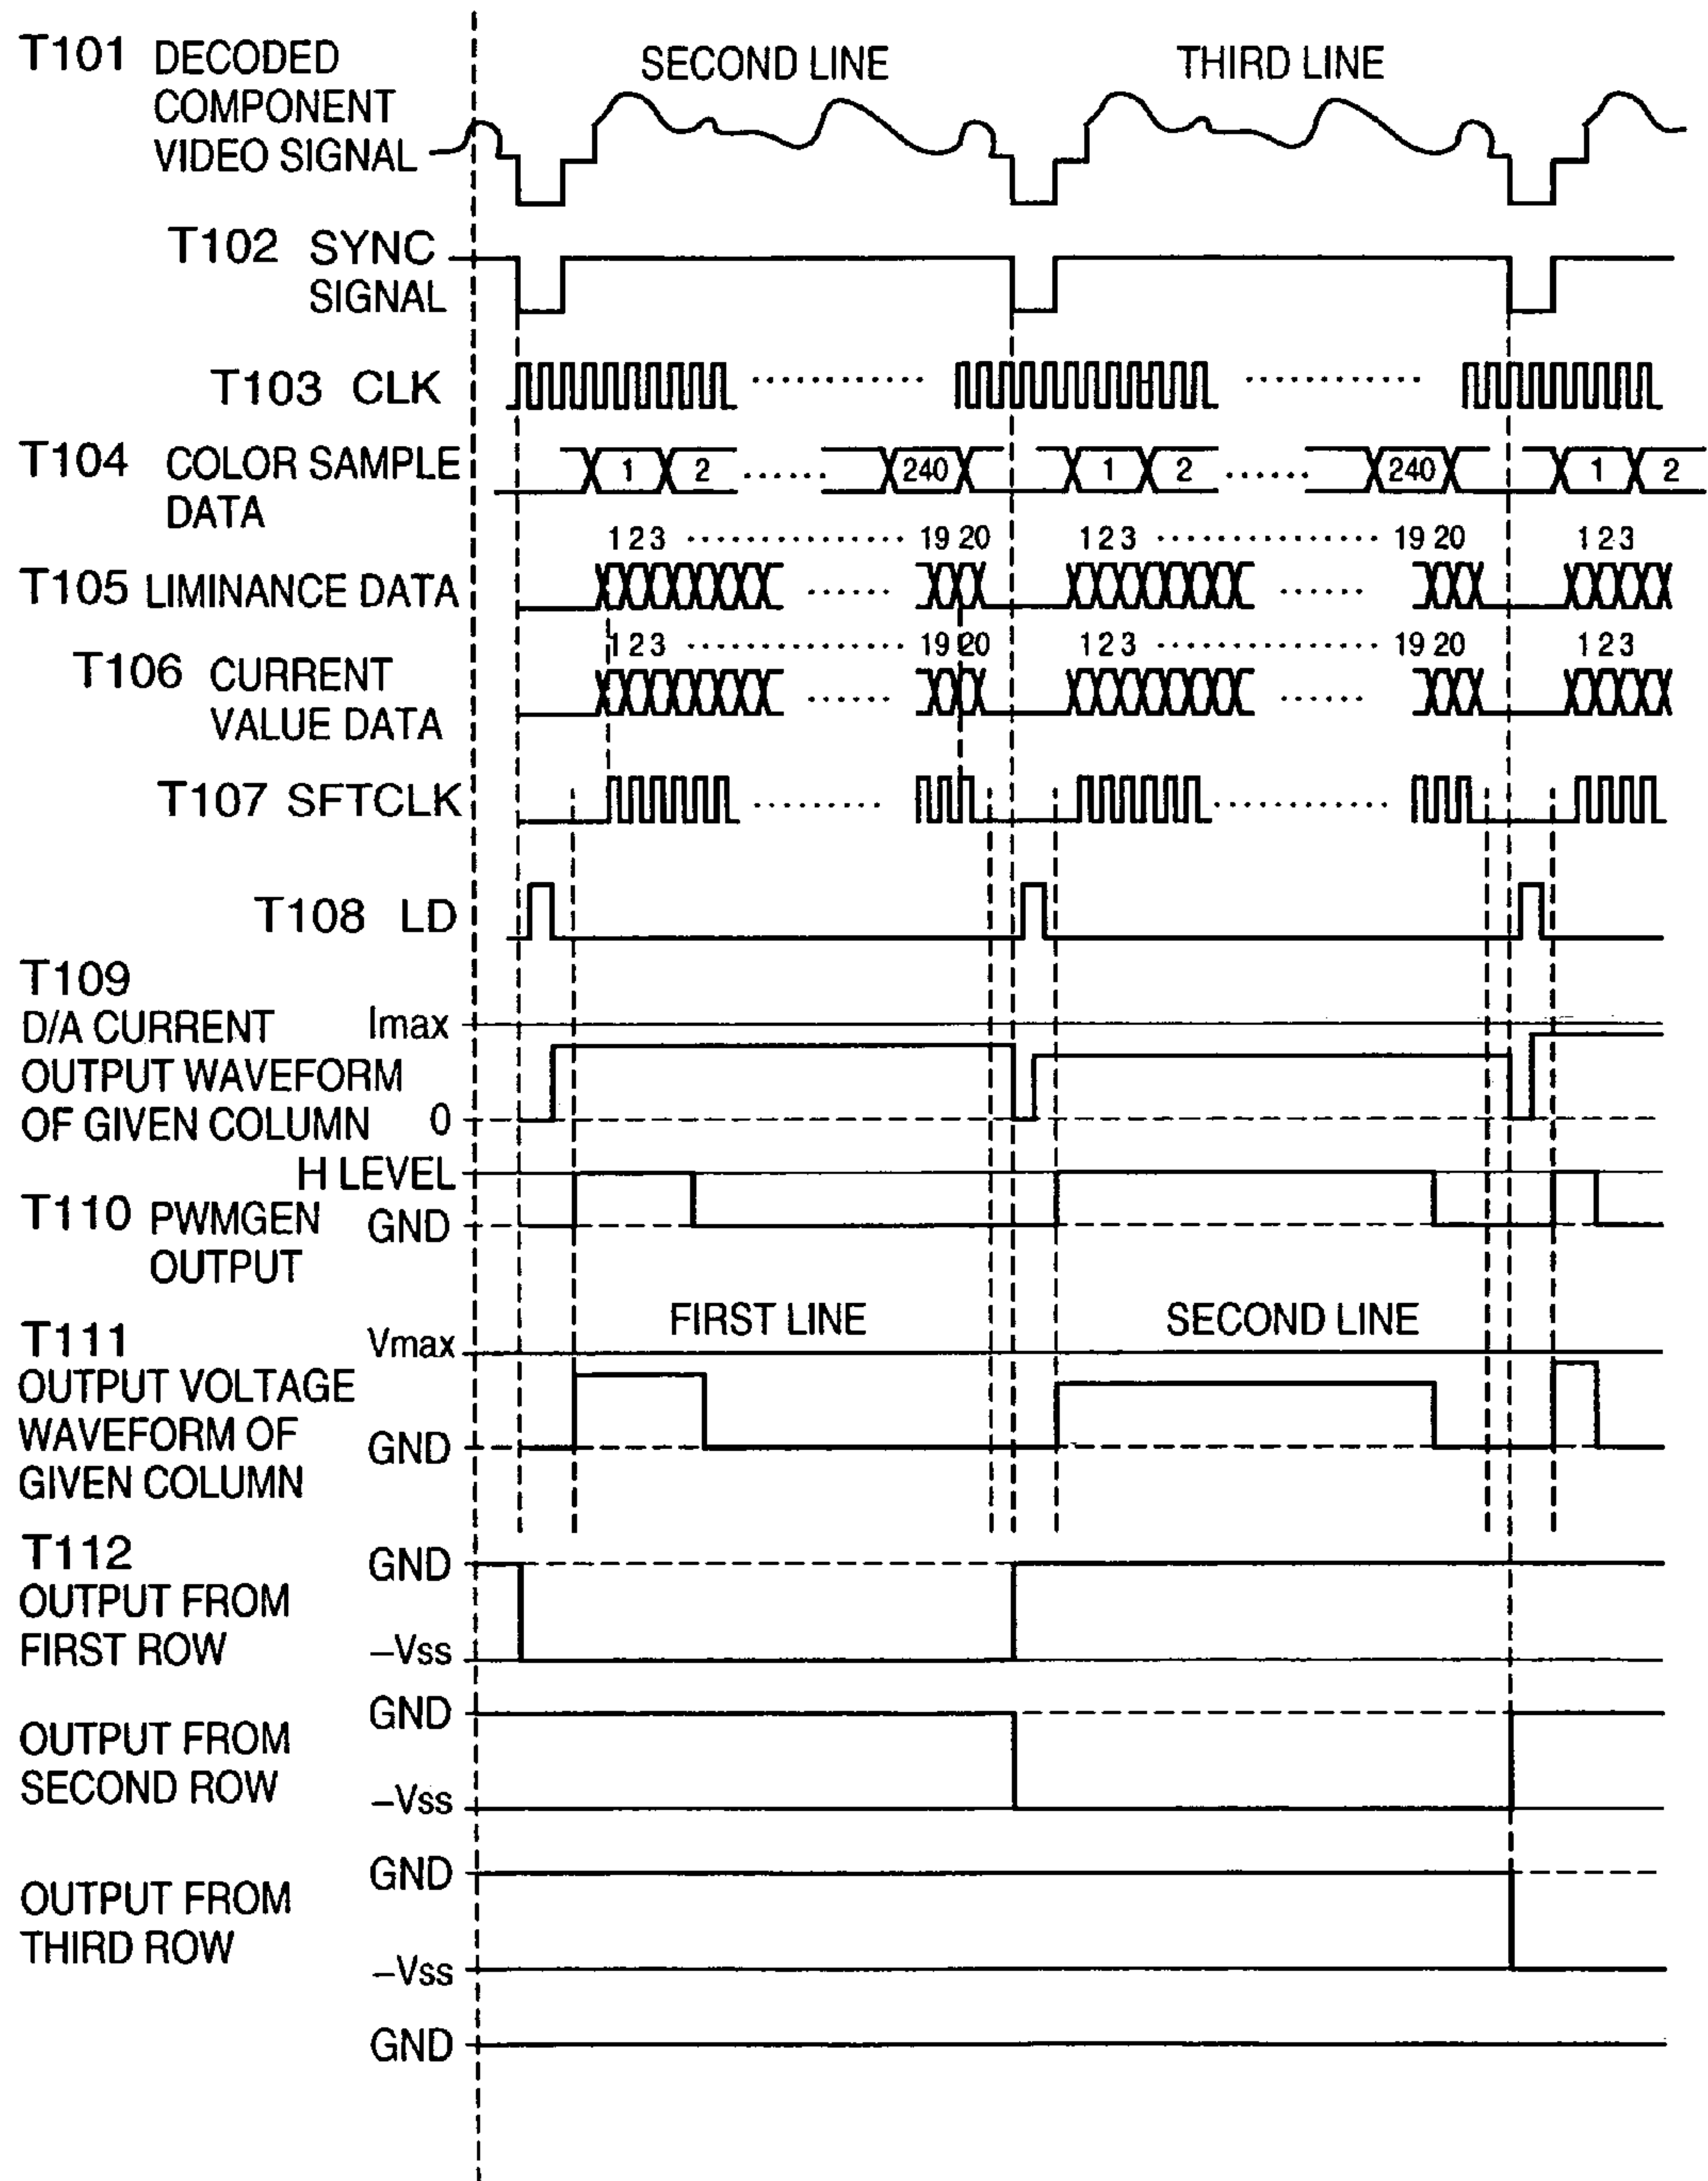 T101 DECODED
COMPONENT
VIDEO SIGNAL
SECOND LINE
THIRD LINE
T102 SYNC
SIGNAL
T103 CLK
T104 COLOR SAMPLE
DATA
1 2 240 1 2 240 1 2
1 2 3 19 20 1 2 3 19 20 1 2 3
T105 LIMINANCE DATA
1 2 3 19 20 1 2 3 19 20 1 2 3
T106 CURRENT
VALUE DATA
T107 SFTCLK
T108 LD
T109
D/A CURRENT
OUTPUT WAVEFORM
OF GIVEN COLUMN
Imax
0
H LEVEL
T110 PWMGEN
OUTPUT
GND
FIRST LINE
SECOND LINE
T111
OUTPUT VOLTAGE
WAVEFORM OF
GIVEN COLUMN
Vmax
GND
T112
OUTPUT FROM
FIRST ROW
GND
–Vss
OUTPUT FROM
SECOND ROW
GND
–Vss
OUTPUT FROM
THIRD ROW
GND
–Vss
GND